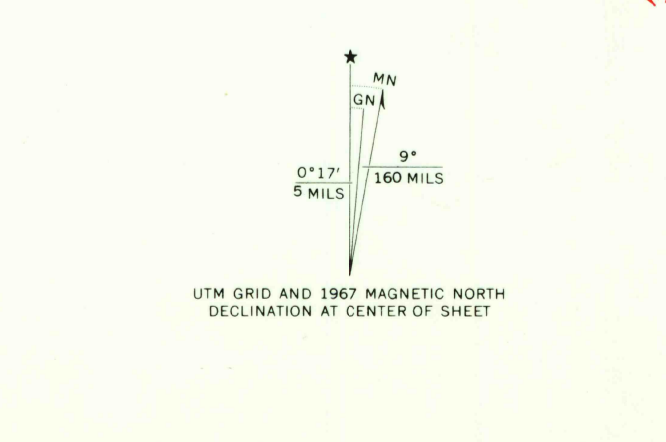 ★
MN
GN
0°17′
5 MILS
9°
160 MILS
UTM GRID AND 1967 MAGNETIC NORTH
DECLINATION AT CENTER OF SHEET